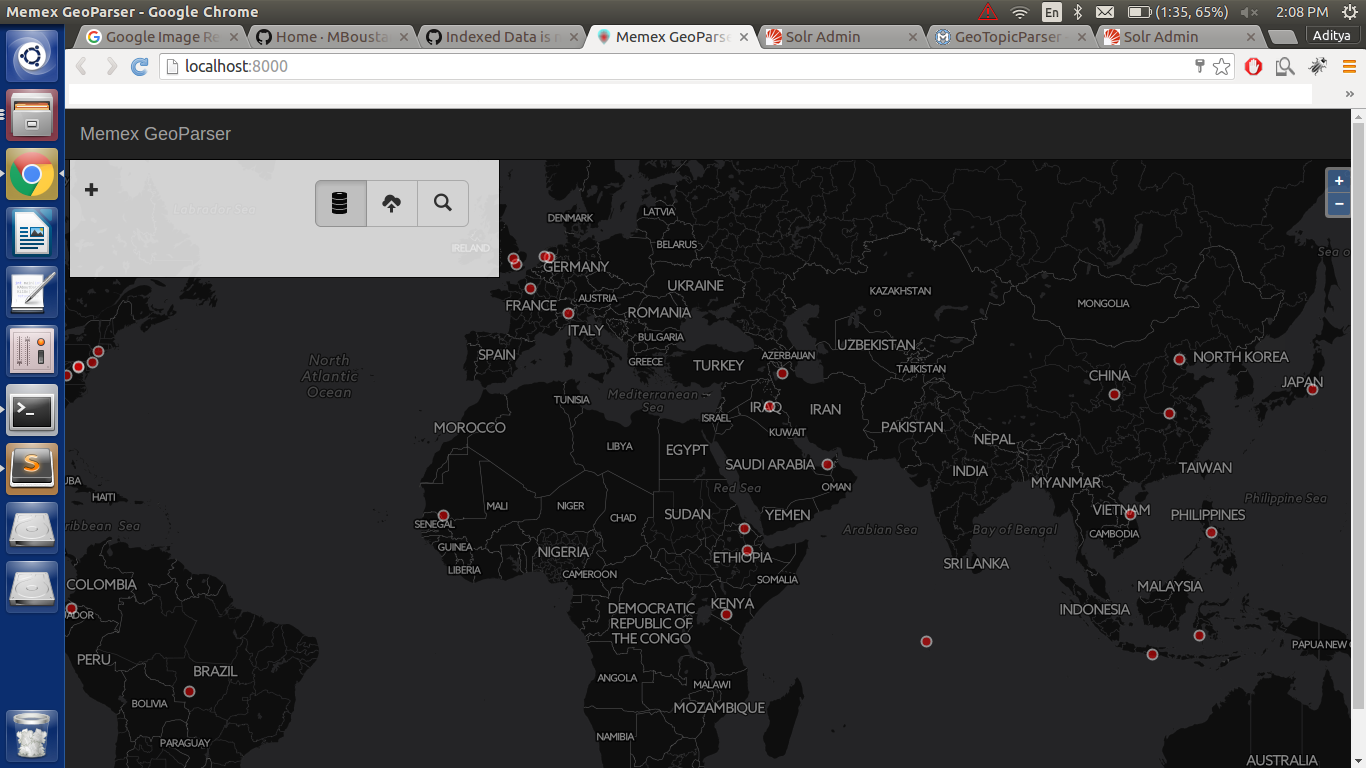 Memex GeoParser - Google Chrome
En
(1:35, 65%)
2:08 PM
Google Image Re
Home · MBousta
Indexed Data is n
Memex GeoParse
Solr Admin
GeoTopicParser
Solr Admin
Aditya
localhost:8000
»
Memex GeoParser
+
−
Labrador Sea
IRELAND
DENMARK
LATVIA
BELARUS
GERMANY
UKRAINE
FRANCE
AUSTRIA
ROMANIA
ITALY
BULGARIA
SPAIN
GREECE
TURKEY
AZERBAIJAN
KAZAKHSTAN
MONGOLIA
Sea o
UZBEKISTAN
TAJIKISTAN
NORTH KOREA
CHINA
JAPAN
North
Atlantic
Ocean
Mediterranean
Sea
TUNISIA
ISRAEL
IRAQ
IRAN
KUWAIT
PAKISTAN
NEPAL
MOROCCO
LIBYA
EGYPT
SAUDI ARABIA
INDIA
MYANMAR
TAIWAN
Red Sea
OMAN
UBA
HAITI
ribbean Sea
MALI
NIGER
CHAD
SUDAN
YEMEN
Arabian Sea
Bay of Bengal
VIETNAM
PHILIPPINES
Philippine Sea
SENEGAL
GUINEA
LIBERIA
NIGERIA
CAMEROON
ETHIOPIA
SOMALIA
SRI LANKA
CAMBODIA
COLOMBIA
ADOR
DEMOCRATIC
REPUBLIC OF
THE CONGO
KENYA
MALAYSIA
INDONESIA
PAPUA NEW G
PERU
BRAZIL
BOLIVIA
PARAGUAY
ANGOLA
MALAWI
MOZAMBIQUE
NAMIBIA
AUSTRALIA